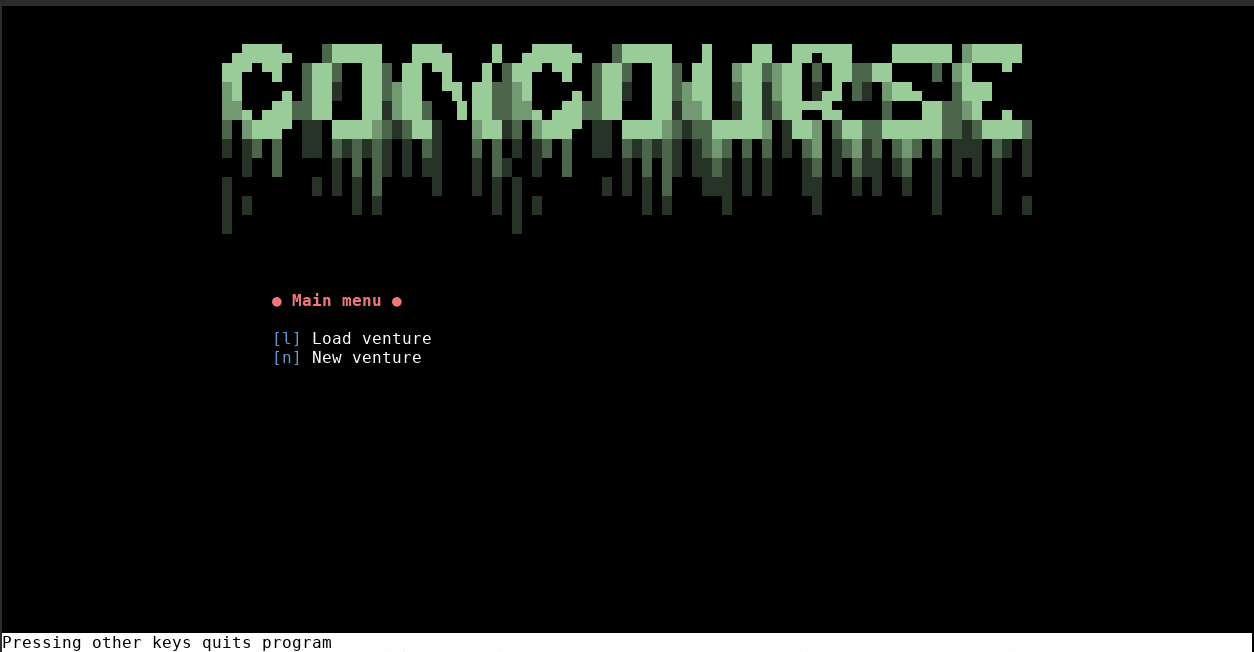 CONCOURSE
● Main menu ●
[l] Load venture
[n] New venture
Pressing other keys quits program